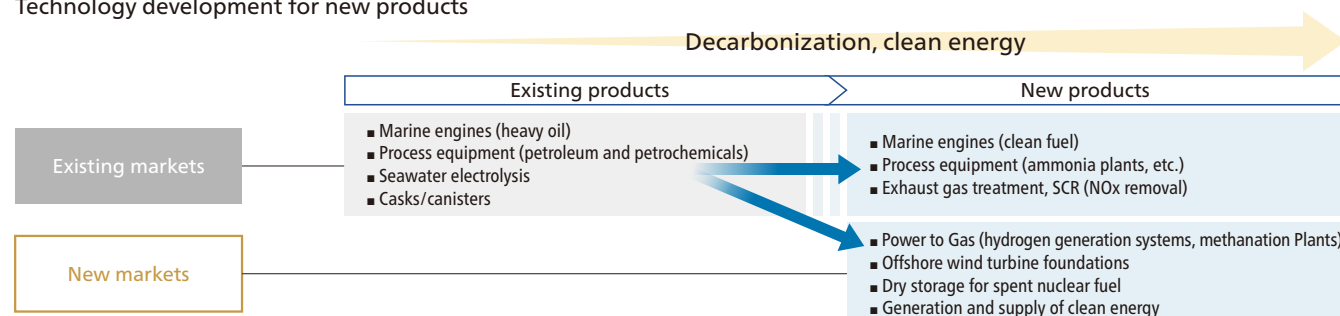 Technology development for new products
Decarbonization, clean energy
Existing products
New products
Existing markets
■ Marine engines (heavy oil)
■ Process equipment (petroleum and petrochemicals)
■ Seawater electrolysis
■ Casks/canisters
■ Marine engines (clean fuel)
■ Process equipment (ammonia plants, etc.)
■ Exhaust gas treatment, SCR (NOx removal)
New markets
■ Power to Gas (hydrogen generation systems, methanation Plants)
■ Offshore wind turbine foundations
■ Dry storage for spent nuclear fuel
■ Generation and supply of clean energy